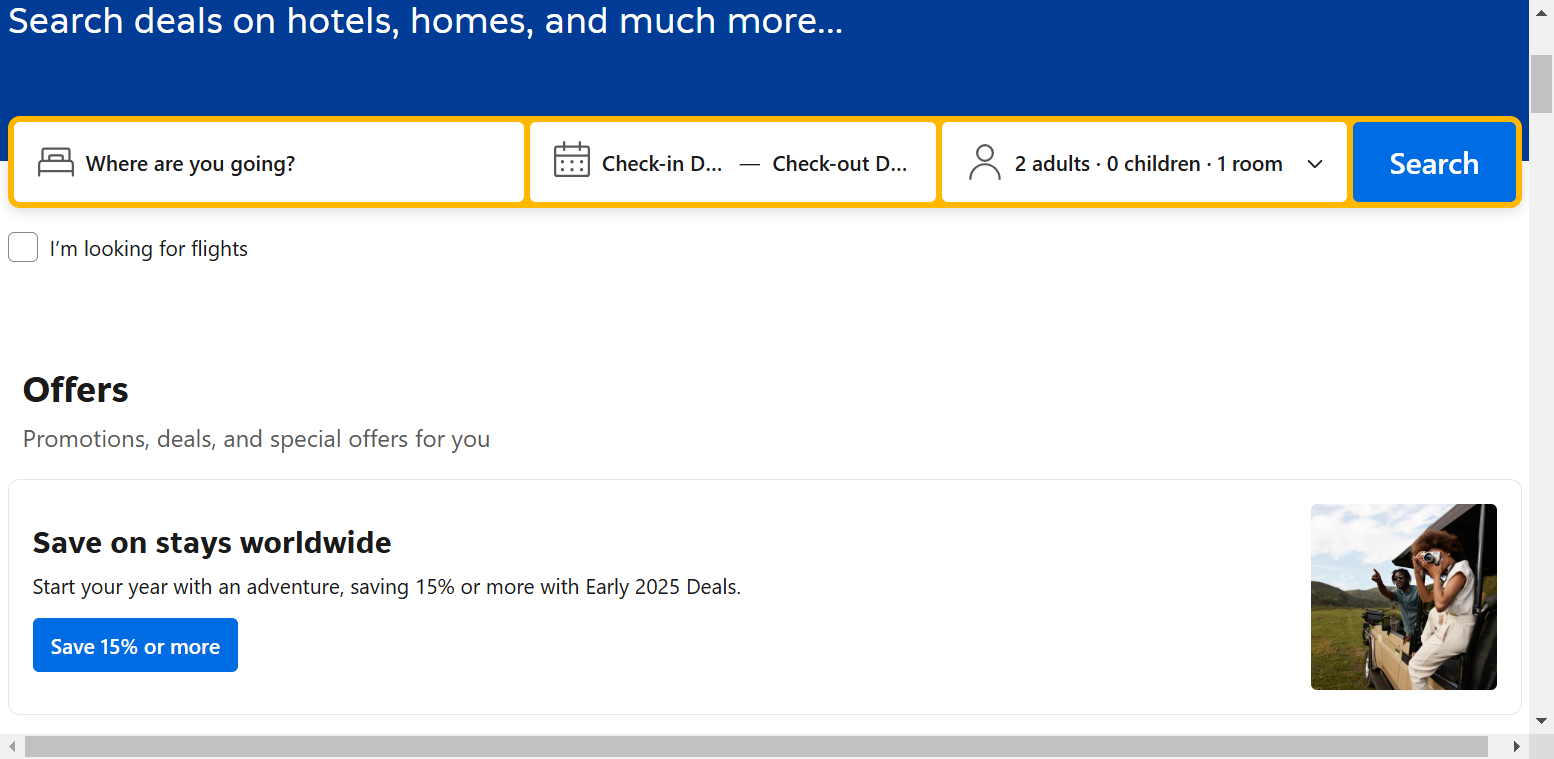 Search deals on hotels, homes, and much more...
Where are you going?
Check-in D... — Check-out D...
2 adults · 0 children · 1 room
Search
I’m looking for flights
Offers
Promotions, deals, and special offers for you
Save on stays worldwide
Start your year with an adventure, saving 15% or more with Early 2025 Deals.
Save 15% or more